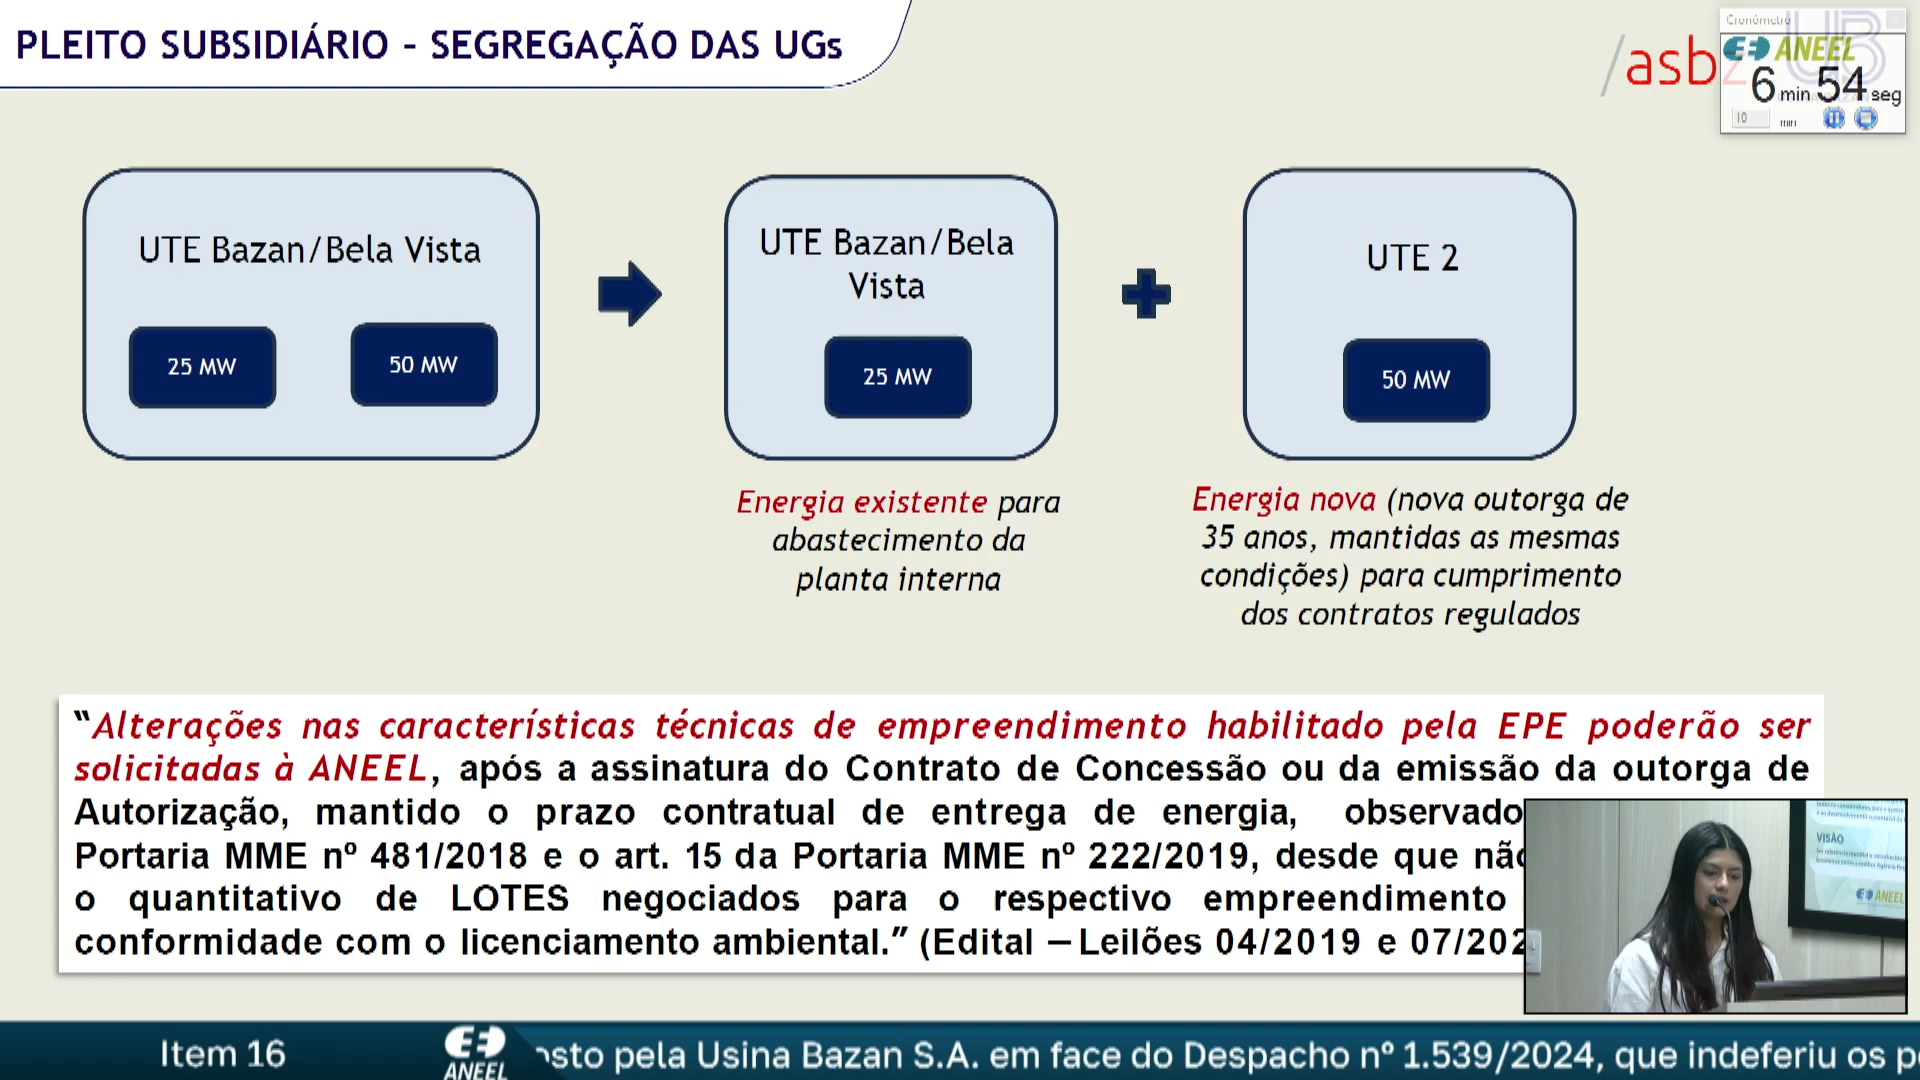 PLEITO SUBSIDIÁRIO – SEGREGAÇÃO DAS UGs
/asbz
Cronômetro
ANEEL
6 min 54 seg
10 min
UTE Bazan/Bela Vista
25 MW
50 MW
UTE Bazan/Bela
Vista
25 MW
UTE 2
50 MW
Energia existente para
abastecimento da
planta interna
Energia nova (nova outorga de
35 anos, mantidas as mesmas
condições) para cumprimento
dos contratos regulados
“Alterações nas características técnicas de empreendimento habilitado pela EPE poderão ser
solicitadas à ANEEL, após a assinatura do Contrato de Concessão ou da emissão da outorga de
Autorização, mantido o prazo contratual de entrega de energia, observado
Portaria MME nº 481/2018 e o art. 15 da Portaria MME nº 222/2019, desde que
o quantitativo de LOTES negociados para o respectivo empreendimento
conformidade com o licenciamento ambiental.” (Edital – Leilões 04/2019 e 07/202
VISÃO
ANEEL
Item 16
ANEEL
osto pela Usina Bazan S.A. em face do Despacho nº 1.539/2024, que indeferiu os p